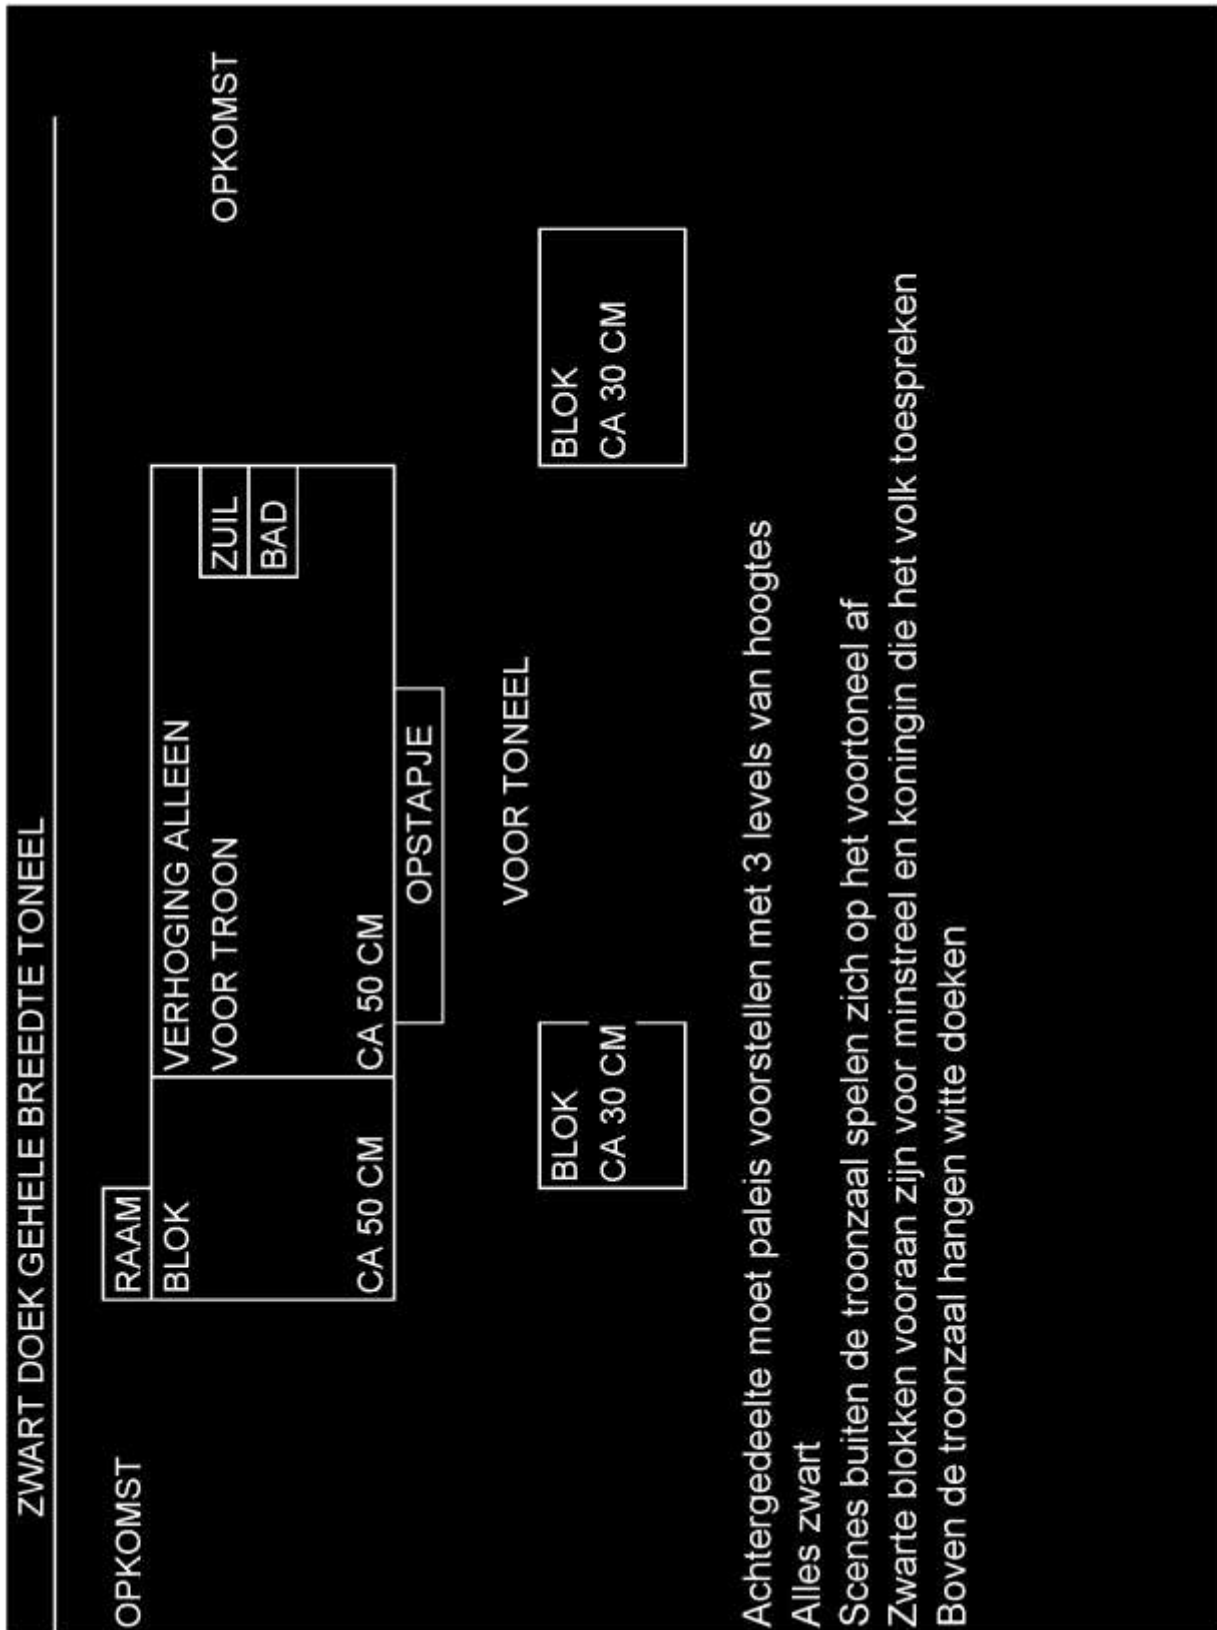 ZWART DOEK GEHELE BREEDTE TONEEL
OPKOMST
RAAM
BLOK
CA 50 CM
VERHOGING ALLEEN
VOOR TROON
CA 50 CM
ZUIL
BAD
OPKOMST
OPSTAPJE
VOOR TONEEL
BLOK
CA 30 CM
BLOK
CA 30 CM
Achtergedeelte moet paleis voorstellen met 3 levels van hoogtes
Alles zwart
Scenes buiten de troonzaal spelen zich op het voortoneel af
Zwarte blokken vooraan zijn voor minstreel en koningin die het volk toespreken
Boven de troonzaal hangen witte doeken